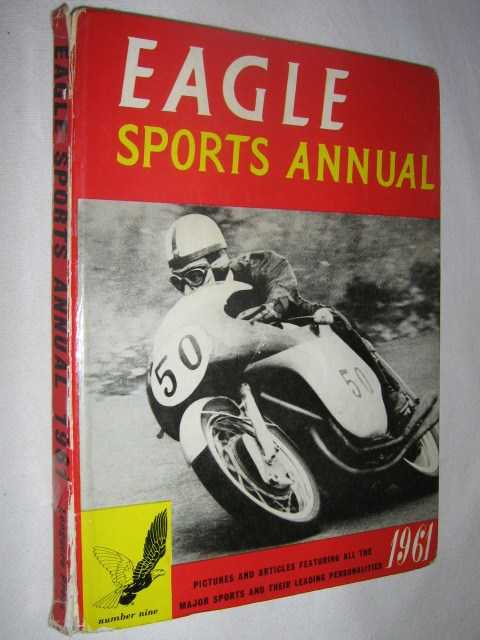 EAGLE
SPORTS ANNUAL
50
50
PICTURES AND ARTICLES FEATURING ALL THE
MAJOR SPORTS AND THEIR LEADING PERSONALITIES
1961
number nine
EAGLE SPORTS ANNUAL 1961